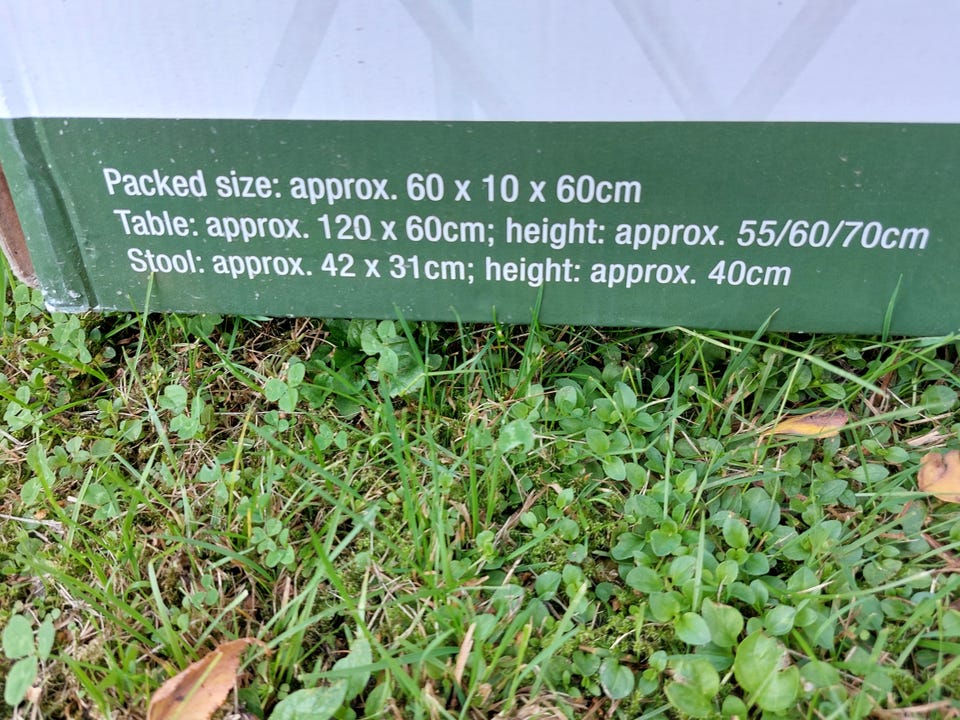 Packed size: approx. 60 x 10 x 60cm
Table: approx. 120 x 60cm; height: approx. 55/60/70cm
Stool: approx. 42 x 31cm; height: approx. 40cm